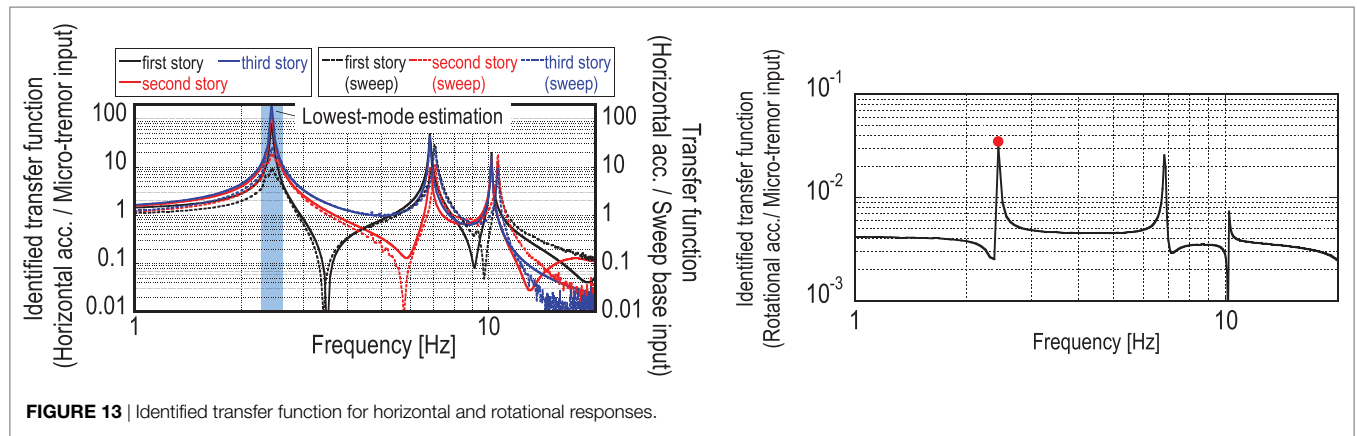 first story third story
second story
first story second story third story
(sweep) (sweep) (sweep)
Identified transfer function
(Horizontal acc. / Micro-tremor input)
100
10
1
0.1
0.01
Lowest-mode estimation
100
10
1
0.1
0.01
Transfer function
(Horizontal acc. / Sweep base input)
1 10
Frequency [Hz]
Identified transfer function
(Rotational acc./ Micro-tremor input)
10-1
10-2
10-3
1 10
Frequency [Hz]
FIGURE 13 | Identified transfer function for horizontal and rotational responses.